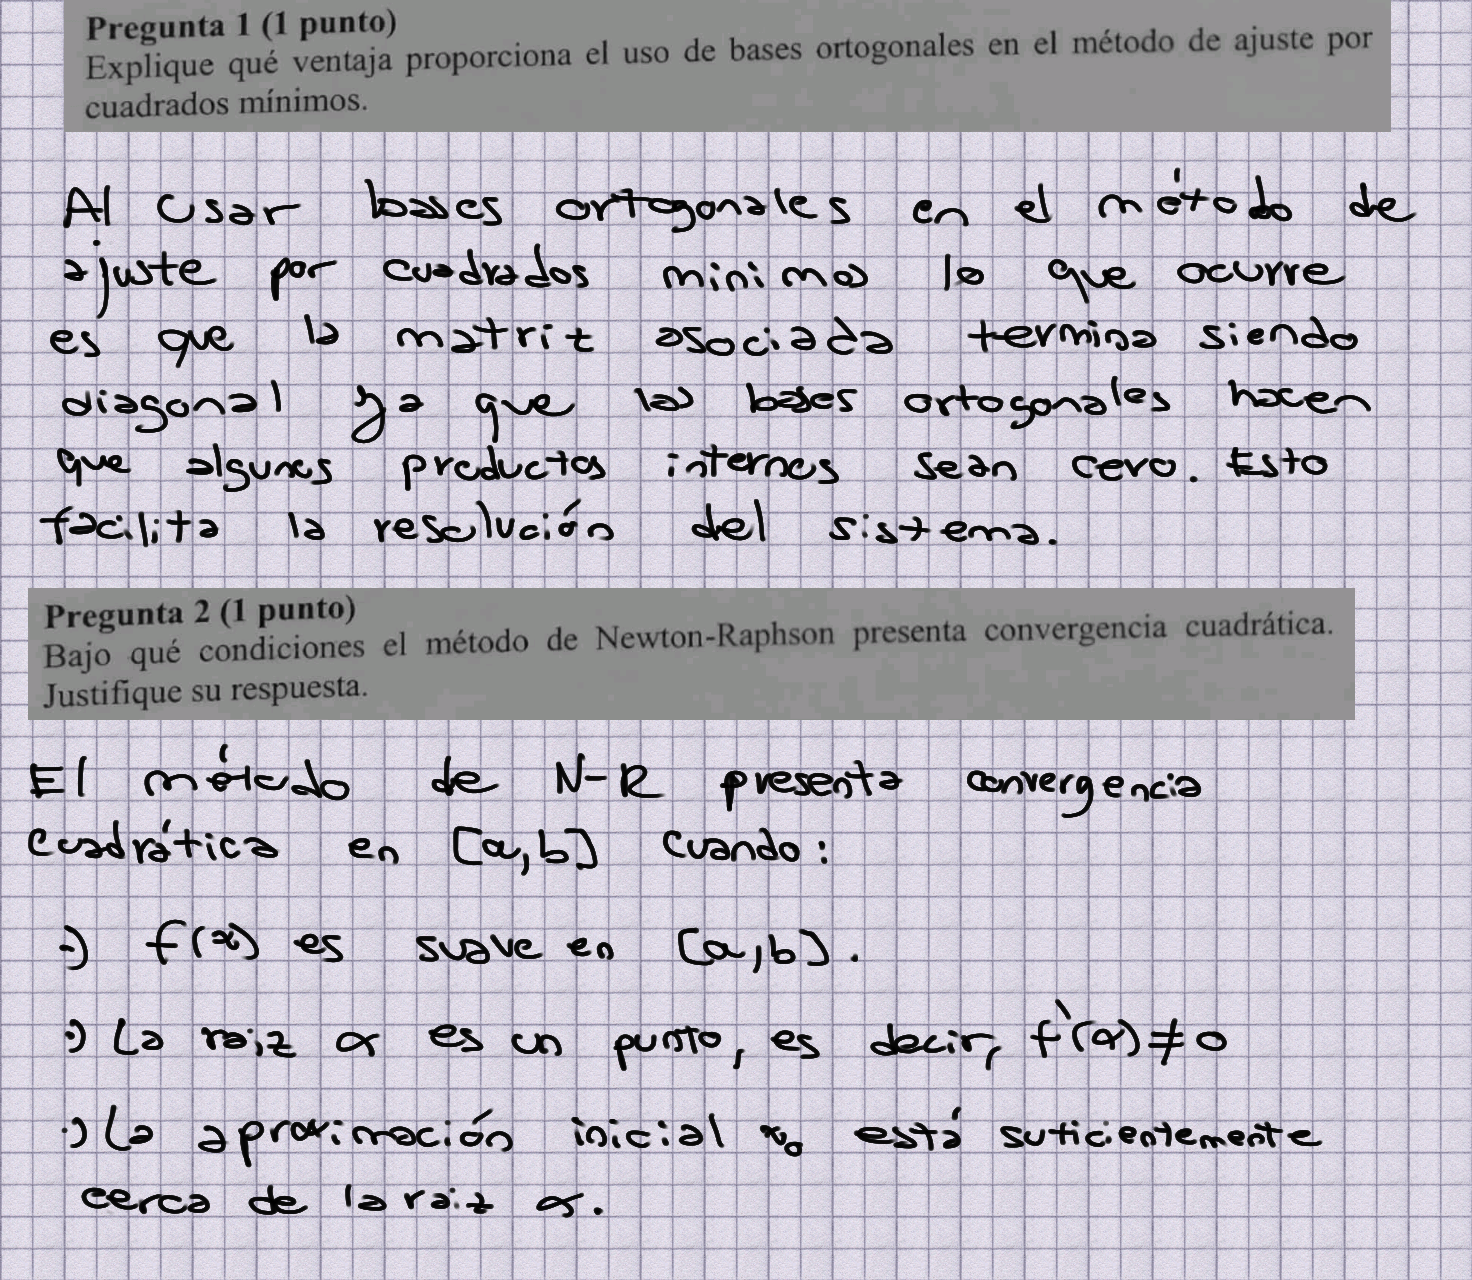 Pregunta 1 (1 punto)
Explique qué ventaja proporciona el uso de bases ortogonales en el método de ajuste por
cuadrados mínimos.
Al usar bases ortogonales en el método de
ajuste por cuadrados minimos lo que ocurre
es que la matriz asociada termina siendo
diagonal ya que las bases ortogonales hacen
que algunos productos internos sean cero. Esto
facilita la resolución del sistema.
Pregunta 2 (1 punto)
Bajo qué condiciones el método de Newton-Raphson presenta convergencia cuadrática.
Justifique su respuesta.
El método de N-R presenta convergencia
cuadrática en [a,b] cuando:
·) f(x) es suave en [a,b].
·) La raiz α es un punto, es decir, f'(α) ≠ 0
·) La aproximación inicial x₀ está suficientemente
cerca de la raiz α.